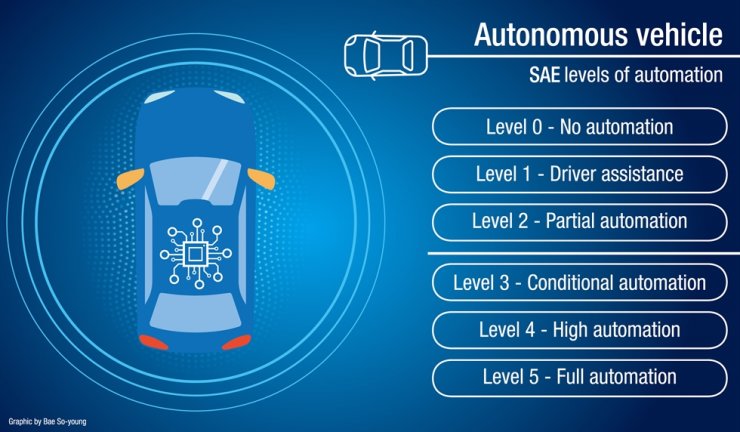 Autonomous vehicle
SAE levels of automation
Level 0 - No automation
Level 1 - Driver assistance
Level 2 - Partial automation
Level 3 - Conditional automation
Level 4 - High automation
Level 5 - Full automation
Graphic by Bae So-young